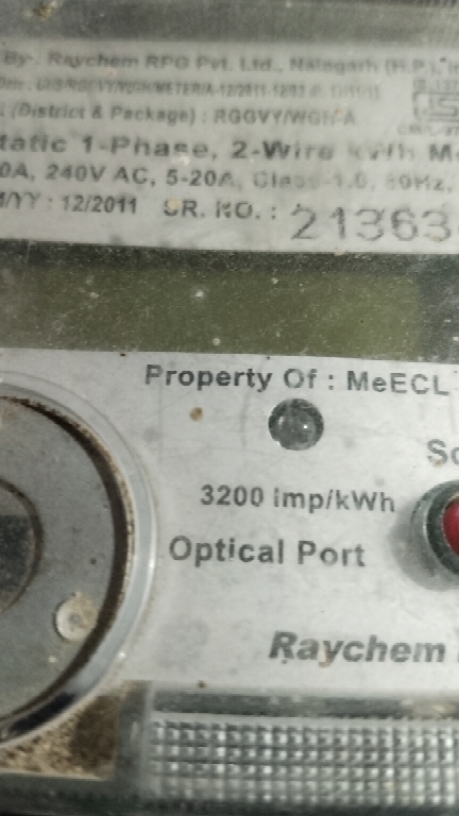 By- Raychem RPG Pvt. Ltd., Nalagarh (H.P.),
(District & Package) : RGGVY/WGH-A
tatic 1-Phase, 2-Wire kWh M
0A, 240V AC, 5-20A, Class-1.0, 50Hz,
/YY : 12/2011 SR. NO. : 21363
Property Of : MeECL
So
3200 imp/kWh
Optical Port
Raychem